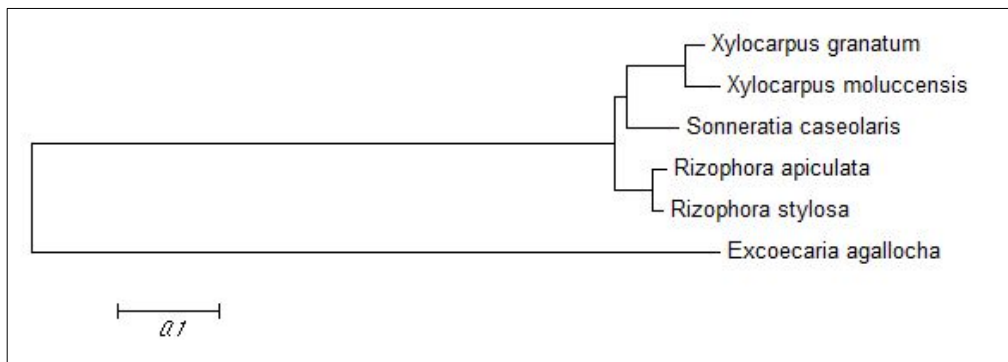 Xylocarpus granatum
Xylocarpus moluccensis
Sonneratia caseolaris
Rizophora apiculata
Rizophora stylosa
Excoecaria agallocha
0.1